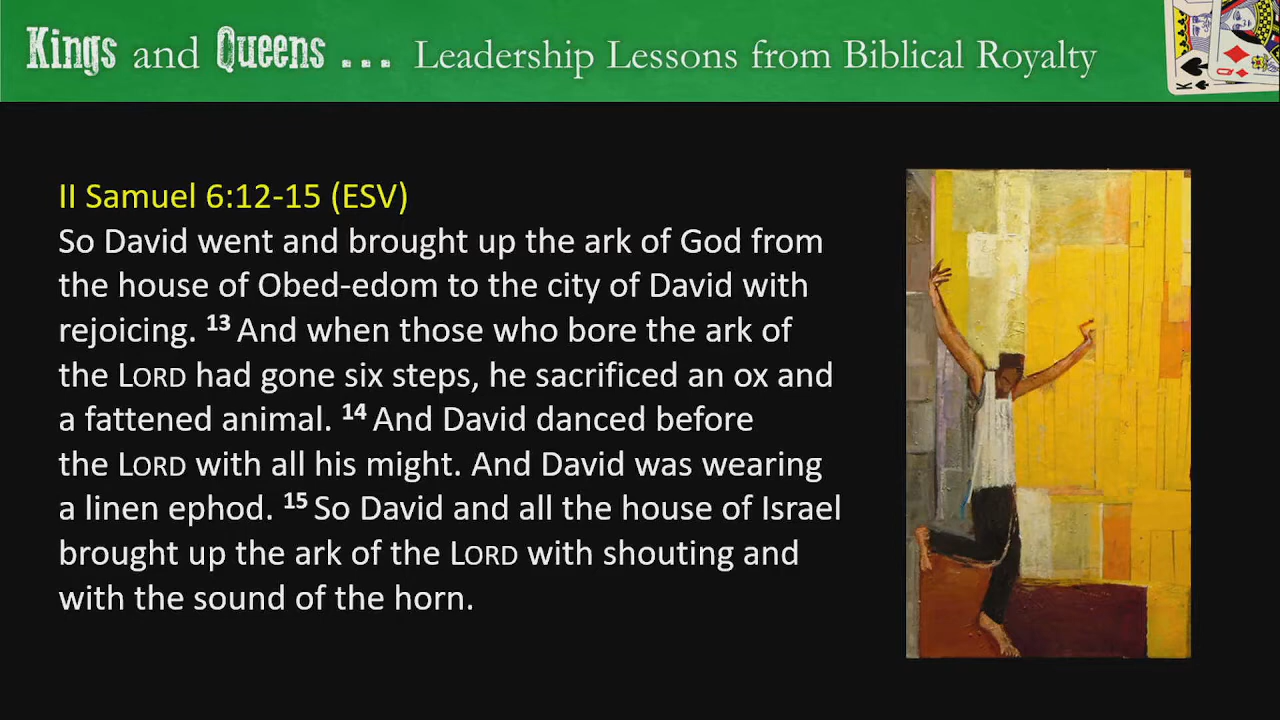 Kings and Queens ... Leadership Lessons from Biblical Royalty
K
Q
II Samuel 6:12-15 (ESV)
So David went and brought up the ark of God from
the house of Obed-edom to the city of David with
rejoicing. 13 And when those who bore the ark of
the LORD had gone six steps, he sacrificed an ox and
a fattened animal. 14 And David danced before
the LORD with all his might. And David was wearing
a linen ephod. 15 So David and all the house of Israel
brought up the ark of the LORD with shouting and
with the sound of the horn.